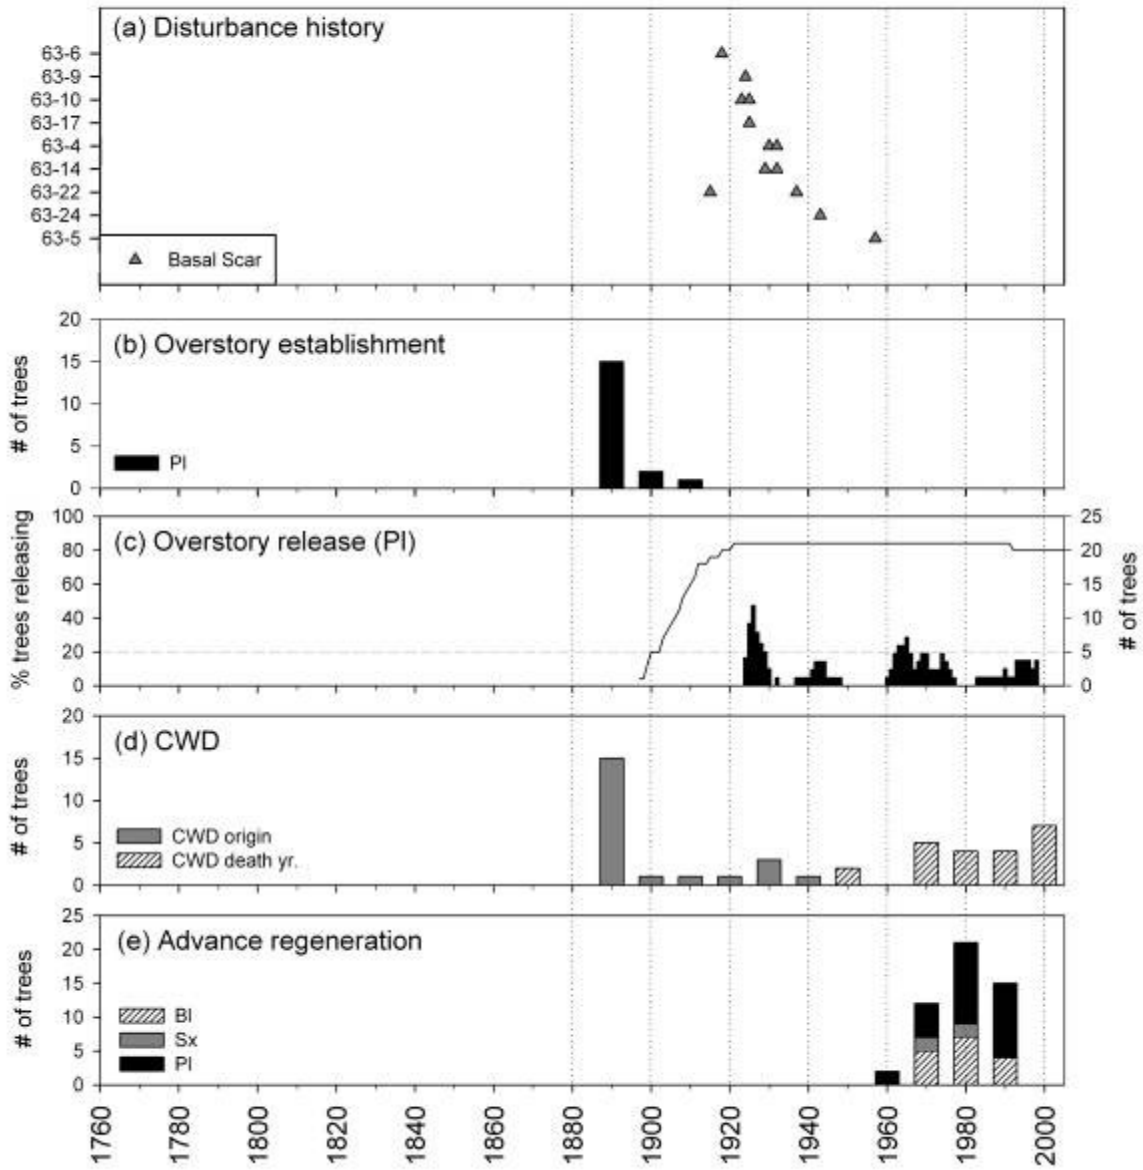 (a) Disturbance history
63-6
63-9
63-10
63-17
63-4
63-14
63-22
63-24
63-5
Basal Scar
(b) Overstory establishment
# of trees
20
15
10
5
0
Pl
(c) Overstory release (Pl)
% trees releasing
100
80
60
40
20
0
25
20
15
10
5
0
# of trees
(d) CWD
# of trees
20
15
10
5
0
CWD origin
CWD death yr.
(e) Advance regeneration
# of trees
25
20
15
10
5
0
Bl
Sx
Pl
1760 1780 1800 1820 1840 1860 1880 1900 1920 1940 1960 1980 2000